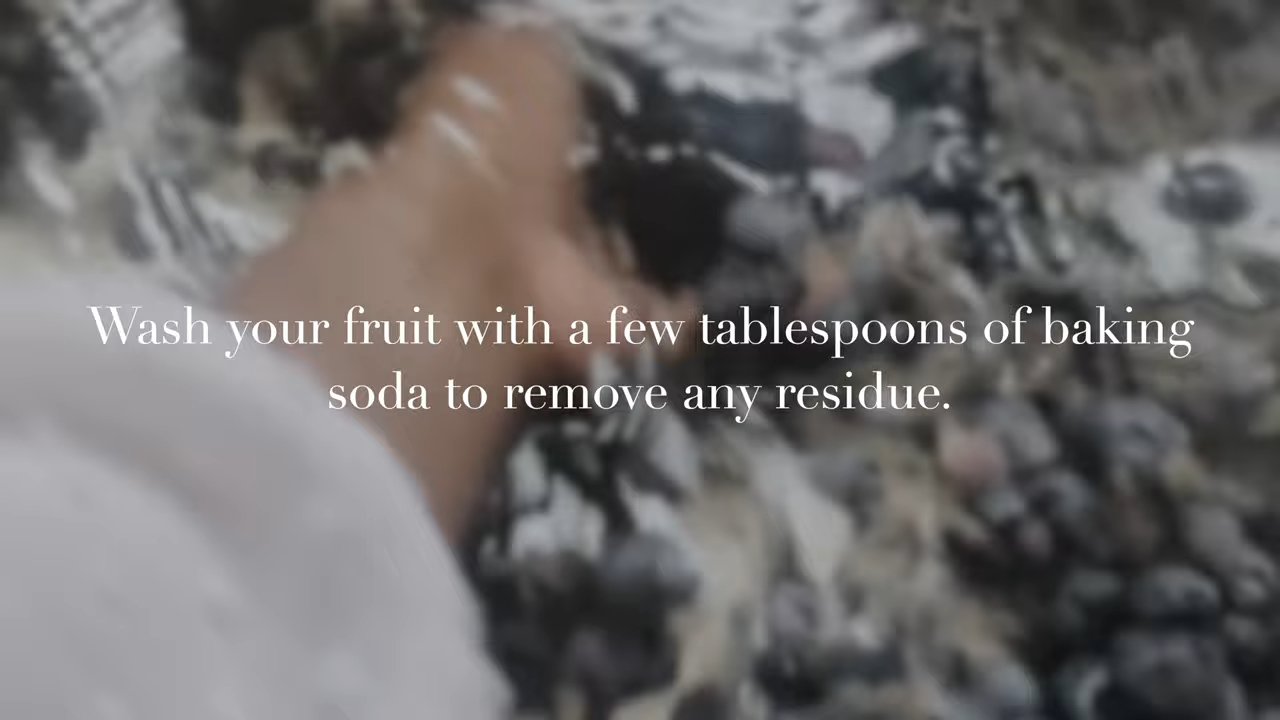 Wash your fruit with a few tablespoons of baking
soda to remove any residue.